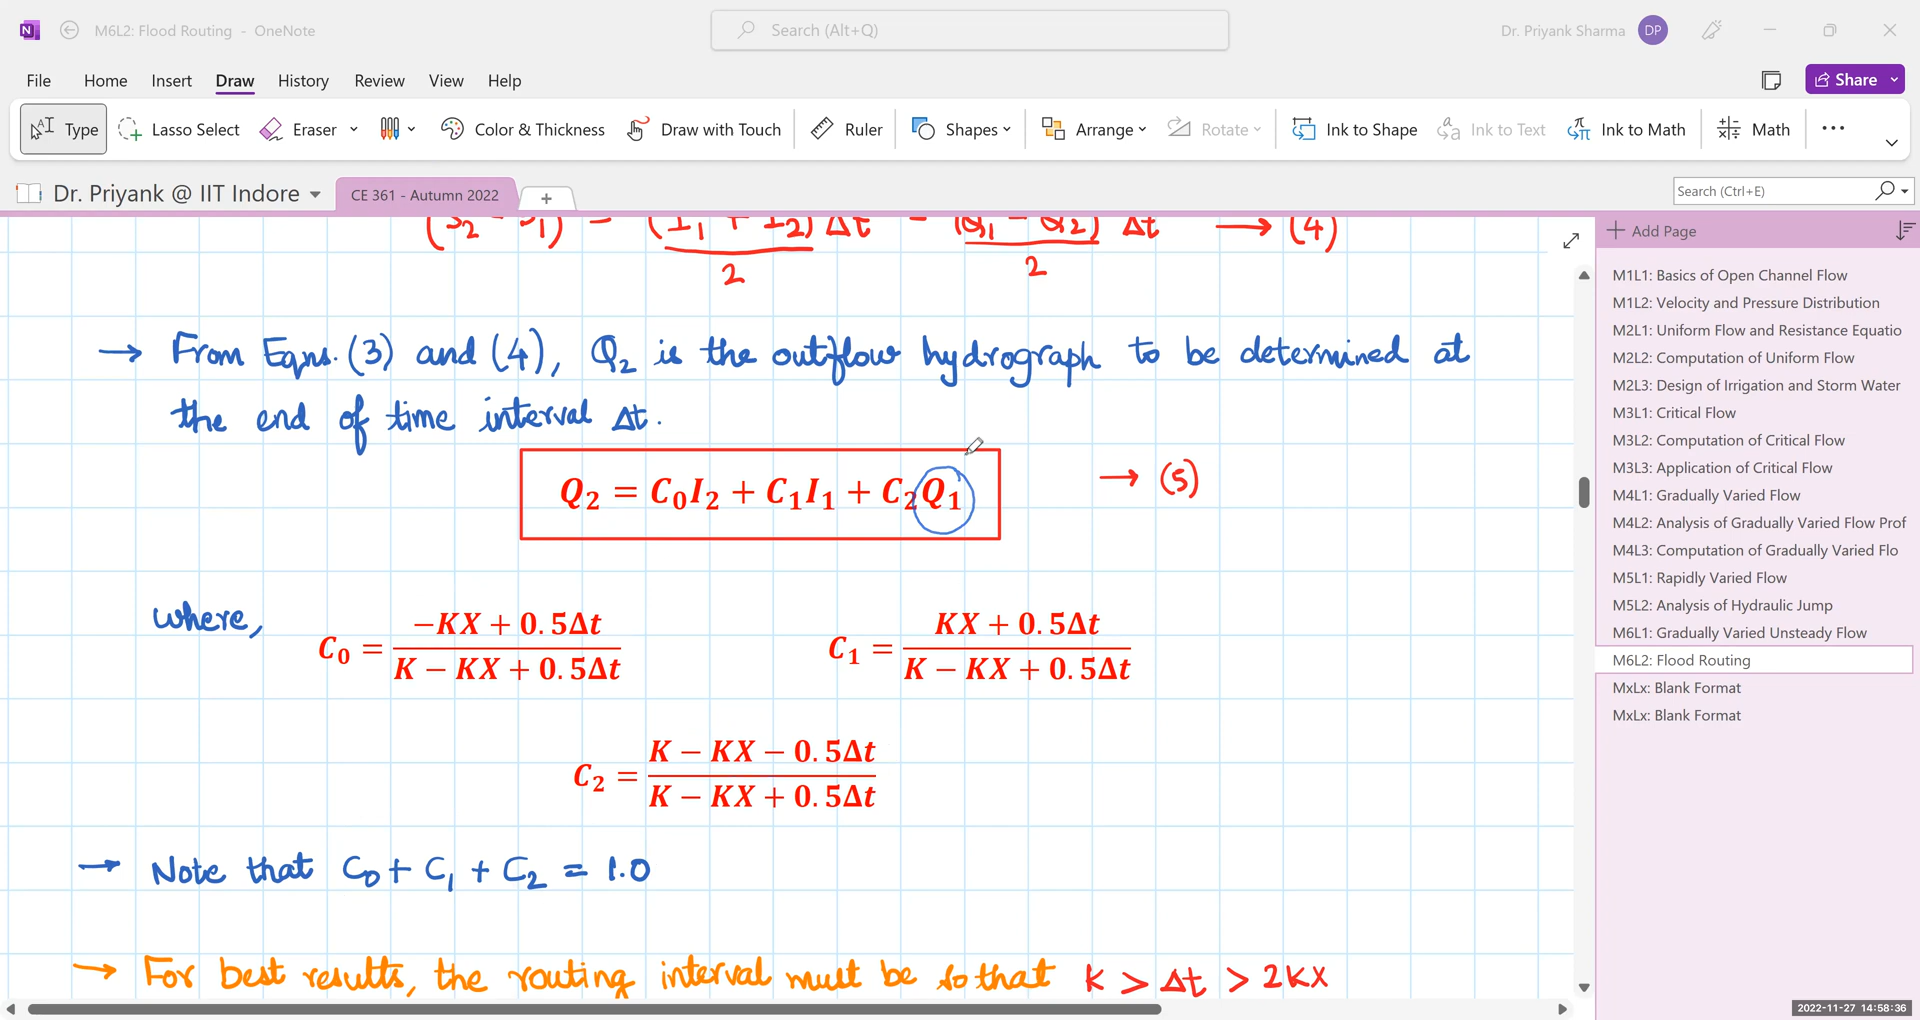 M6L2: Flood Routing - OneNote
Search (Alt+Q)
Dr. Priyank Sharma DP
File Home Insert Draw History Review View Help Share
Type Lasso Select Eraser Color & Thickness Draw with Touch Ruler Shapes Arrange Rotate Ink to Shape Ink to Text Ink to Math Math
Dr. Priyank @ IIT Indore CE 361 - Autumn 2022 + Search (Ctrl+E)
(S₂ - S₁) = (I₁ + I₂)/2 Δt - (Q₁ - Q₂)/2 Δt → (4)
→ From Eqns. (3) and (4), Q₂ is the outflow hydrograph to be determined at
the end of time interval Δt.
Q₂ = C₀I₂ + C₁I₁ + C₂Q₁ → (5)
where,
C₀ = (-KX + 0.5Δt)/(K - KX + 0.5Δt) C₁ = (KX + 0.5Δt)/(K - KX + 0.5Δt)
C₂ = (K - KX - 0.5Δt)/(K - KX + 0.5Δt)
→ Note that C₀ + C₁ + C₂ = 1.0
→ For best results, the routing interval must be so that K > Δt > 2KX
Add Page
M1L1: Basics of Open Channel Flow
M1L2: Velocity and Pressure Distribution
M2L1: Uniform Flow and Resistance Equatio
M2L2: Computation of Uniform Flow
M2L3: Design of Irrigation and Storm Water
M3L1: Critical Flow
M3L2: Computation of Critical Flow
M3L3: Application of Critical Flow
M4L1: Gradually Varied Flow
M4L2: Analysis of Gradually Varied Flow Prof
M4L3: Computation of Gradually Varied Flo
M5L1: Rapidly Varied Flow
M5L2: Analysis of Hydraulic Jump
M6L1: Gradually Varied Unsteady Flow
M6L2: Flood Routing
MxLx: Blank Format
MxLx: Blank Format
2022-11-27 14:58:36